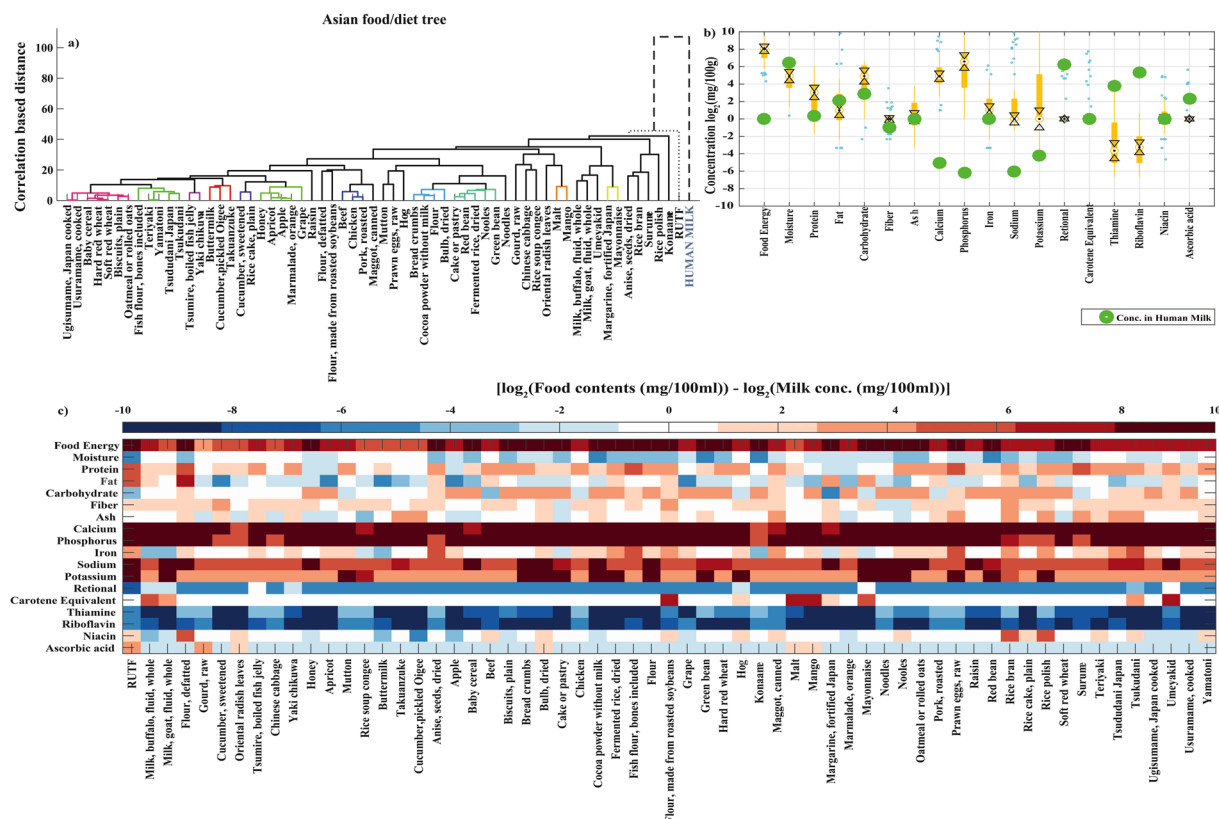 Asian food/diet tree
a)
Correlation based distance
100
80
60
40
20
0
Ugisumame, Japan cooked
Usurame, cooked
Baby cereal
Hard red wheat
Soft red wheat
Biscuits, plain
Oatmeal or rolled oats
Fish flour, bones included
Teriyaki
Yamatoni
Tsududani Japan
Tsukudani
Tsumire, boiled fish jelly
Yaki chikuwa
Buttermilk
Cucumber,picked Oigee
Takuanzuke
Cucumber, sweetened
Rice cake, plain
Honey
Apricot
Apple
Marmalade, orange
Grape
Raisin
Flour, defatted
Flour, made from roasted soybeans
Beef
Chicken
Pork, roasted
Maggot, canned
Mutton
Prawn eggs, raw
Hog
Bread crumbs
Cocoa powder without milk
Flour
Bulb, dried
Cake or pastry
Red bean
Fermented rice, dried
Noodles
Green bean
Noodles
Gourd, raw
Chinese cabbage
Rice soup congee
Oriental radish leaves
Malt
Mango
Milk, buffalo, fluid, whole
Milk, goat, fluid, whole
Umeyakid
Margarine, fortified Japan
Mayonnaise
Anise, seeds, dried
Rice bran
Surume
Rice polish
Konaame
RUTF
HUMAN MILK
b)
Concentration log2(mg/100g)
10
8
6
4
2
0
-2
-4
-6
-8
-10
Food Energy
Moisture
Protein
Fat
Carbohydrate
Fiber
Ash
Calcium
Phosphorus
Iron
Sodium
Potassium
Retional
Carotene Equivalent
Thiamine
Riboflavin
Niacin
Ascorbic acid
Conc. in Human Milk
[log2(Food contents (mg/100ml)) - log2(Milk conc. (mg/100ml))]
c)
-10 -8 -6 -4 -2 0 2 4 6 8 10
Food Energy
Moisture
Protein
Fat
Carbohydrate
Fiber
Ash
Calcium
Phosphorus
Iron
Sodium
Potassium
Retional
Carotene Equivalent
Thiamine
Riboflavin
Niacin
Ascorbic acid
RUTF
Milk, buffalo, fluid, whole
Milk, goat, fluid, whole
Flour, defatted
Gourd, raw
Cucumber, sweetened
Oriental radish leaves
Tsumire, boiled fish jelly
Chinese cabbage
Yaki chikuwa
Honey
Apricot
Mutton
Rice soup congee
Buttermilk
Takuanzuke
Cucumber,pickled Oigee
Anise, seeds, dried
Apple
Baby cereal
Beef
Biscuits, plain
Bread crumbs
Bulb, dried
Cake or pastry
Chicken
Cocoa powder without milk
Fermented rice, dried
Fish flour, bones included
Flour
Flour, made from roasted soybeans
Grape
Green bean
Hard red wheat
Hog
Konaame
Maggot, canned
Malt
Mango
Margarine, fortified Japan
Marmalade, orange
Mayonnaise
Noodles
Noodles
Oatmeal or rolled oats
Pork, roasted
Prawn eggs, raw
Raisin
Red bean
Rice bran
Rice cake, plain
Rice polish
Soft red wheat
Surume
Teriyaki
Tsududani Japan
Tsukudani
Ugisumame, Japan cooked
Umeyakid
Usuramame, cooked
Yamatoni